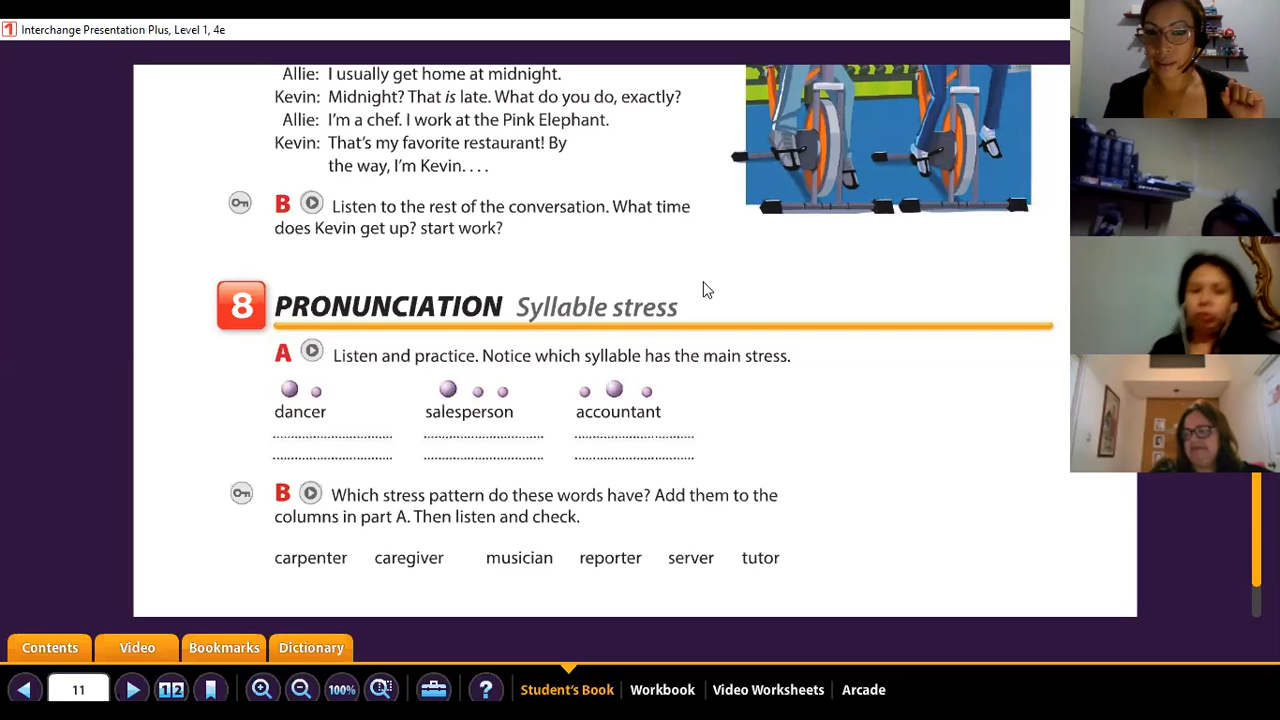 Interchange Presentation Plus, Level 1, 4e
Allie: I usually get home at midnight.
Kevin: Midnight? That is late. What do you do, exactly?
Allie: I'm a chef. I work at the Pink Elephant.
Kevin: That's my favorite restaurant! By
the way, I'm Kevin. . . .
B Listen to the rest of the conversation. What time
does Kevin get up? start work?
8 PRONUNCIATION Syllable stress
A Listen and practice. Notice which syllable has the main stress.
dancer salesperson accountant
B Which stress pattern do these words have? Add them to the
columns in part A. Then listen and check.
carpenter caregiver musician reporter server tutor
Contents Video Bookmarks Dictionary
11 12 100% ? Student's Book Workbook Video Worksheets Arcade